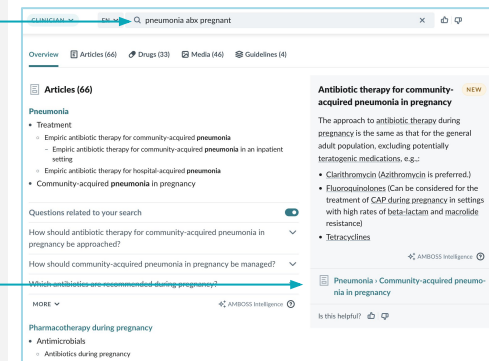 CLINICIAN EN pneumonia abx pregnant
Overview Articles (66) Drugs (33) Media (46) Guidelines (4)
Articles (66)
Pneumonia
• Treatment
○ Empiric antibiotic therapy for community-acquired pneumonia
– Empiric antibiotic therapy for community-acquired pneumonia in an inpatient
setting
○ Empiric antibiotic therapy for hospital-acquired pneumonia
• Community-acquired pneumonia in pregnancy
Questions related to your search
How should antibiotic therapy for community-acquired pneumonia in
pregnancy be approached?
How should community-acquired pneumonia in pregnancy be managed?
Which antibiotics are recommended during pregnancy?
MORE AMBOSS Intelligence ?
Pharmacotherapy during pregnancy
• Antimicrobials
○ Antibiotics during pregnancy
Antibiotic therapy for community- NEW
acquired pneumonia in pregnancy
The approach to antibiotic therapy during
pregnancy is the same as that for the general
adult population, excluding potentially
teratogenic medications, e.g.,:
• Clarithromycin (Azithromycin is preferred.)
• Fluoroquinolones (Can be considered for the
treatment of CAP during pregnancy in settings
with high rates of beta-lactam and macrolide
resistance)
• Tetracyclines
AMBOSS Intelligence ?
Pneumonia › Community-acquired pneumo-
nia in pregnancy
Is this helpful?